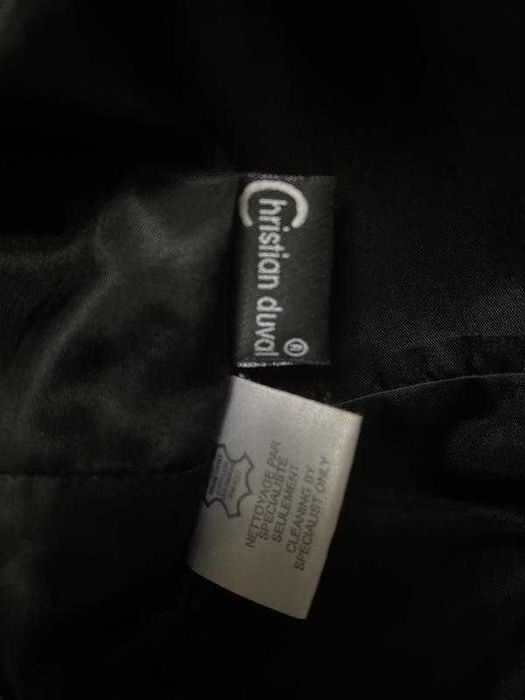 Christian duval ®
NETTOYAGE PAR
SPECIALISTE
SEULEMENT
CLEANING BY
SPECIALIST ONLY